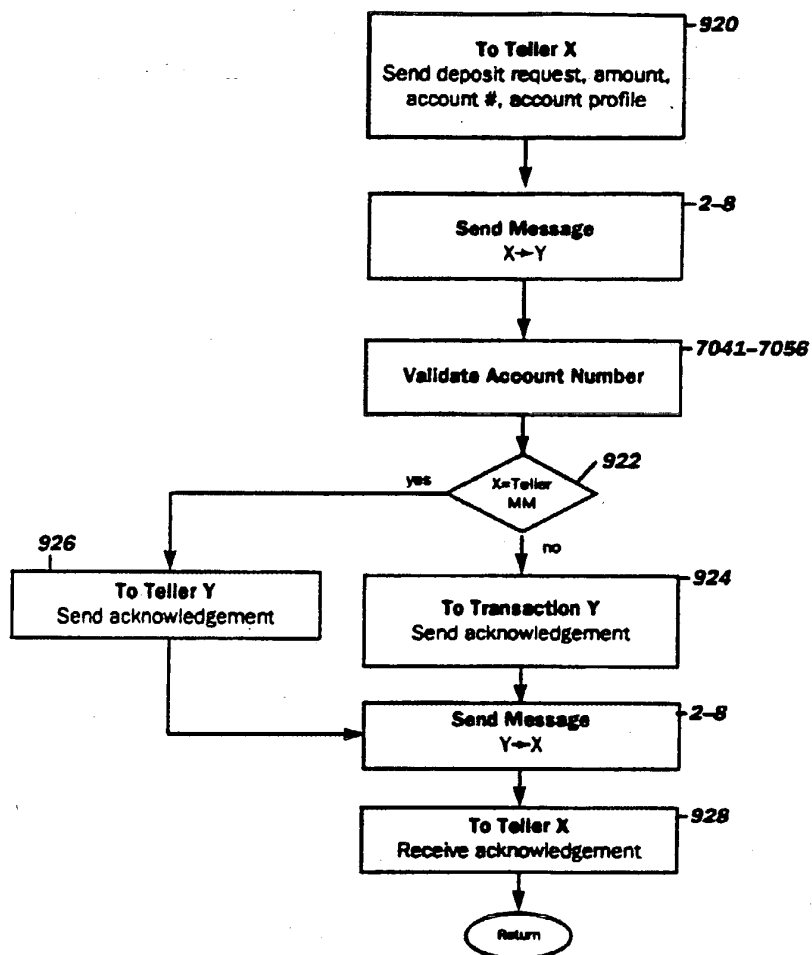 920
To Teller X
Send deposit request, amount,
account #, account profile
2–8
Send Message
X→Y
7041–7056
Validate Account Number
922
X=Teller
MM
yes
no
926
To Teller Y
Send acknowledgement
924
To Transaction Y
Send acknowledgement
2–8
Send Message
Y→X
928
To Teller X
Receive acknowledgement
Return